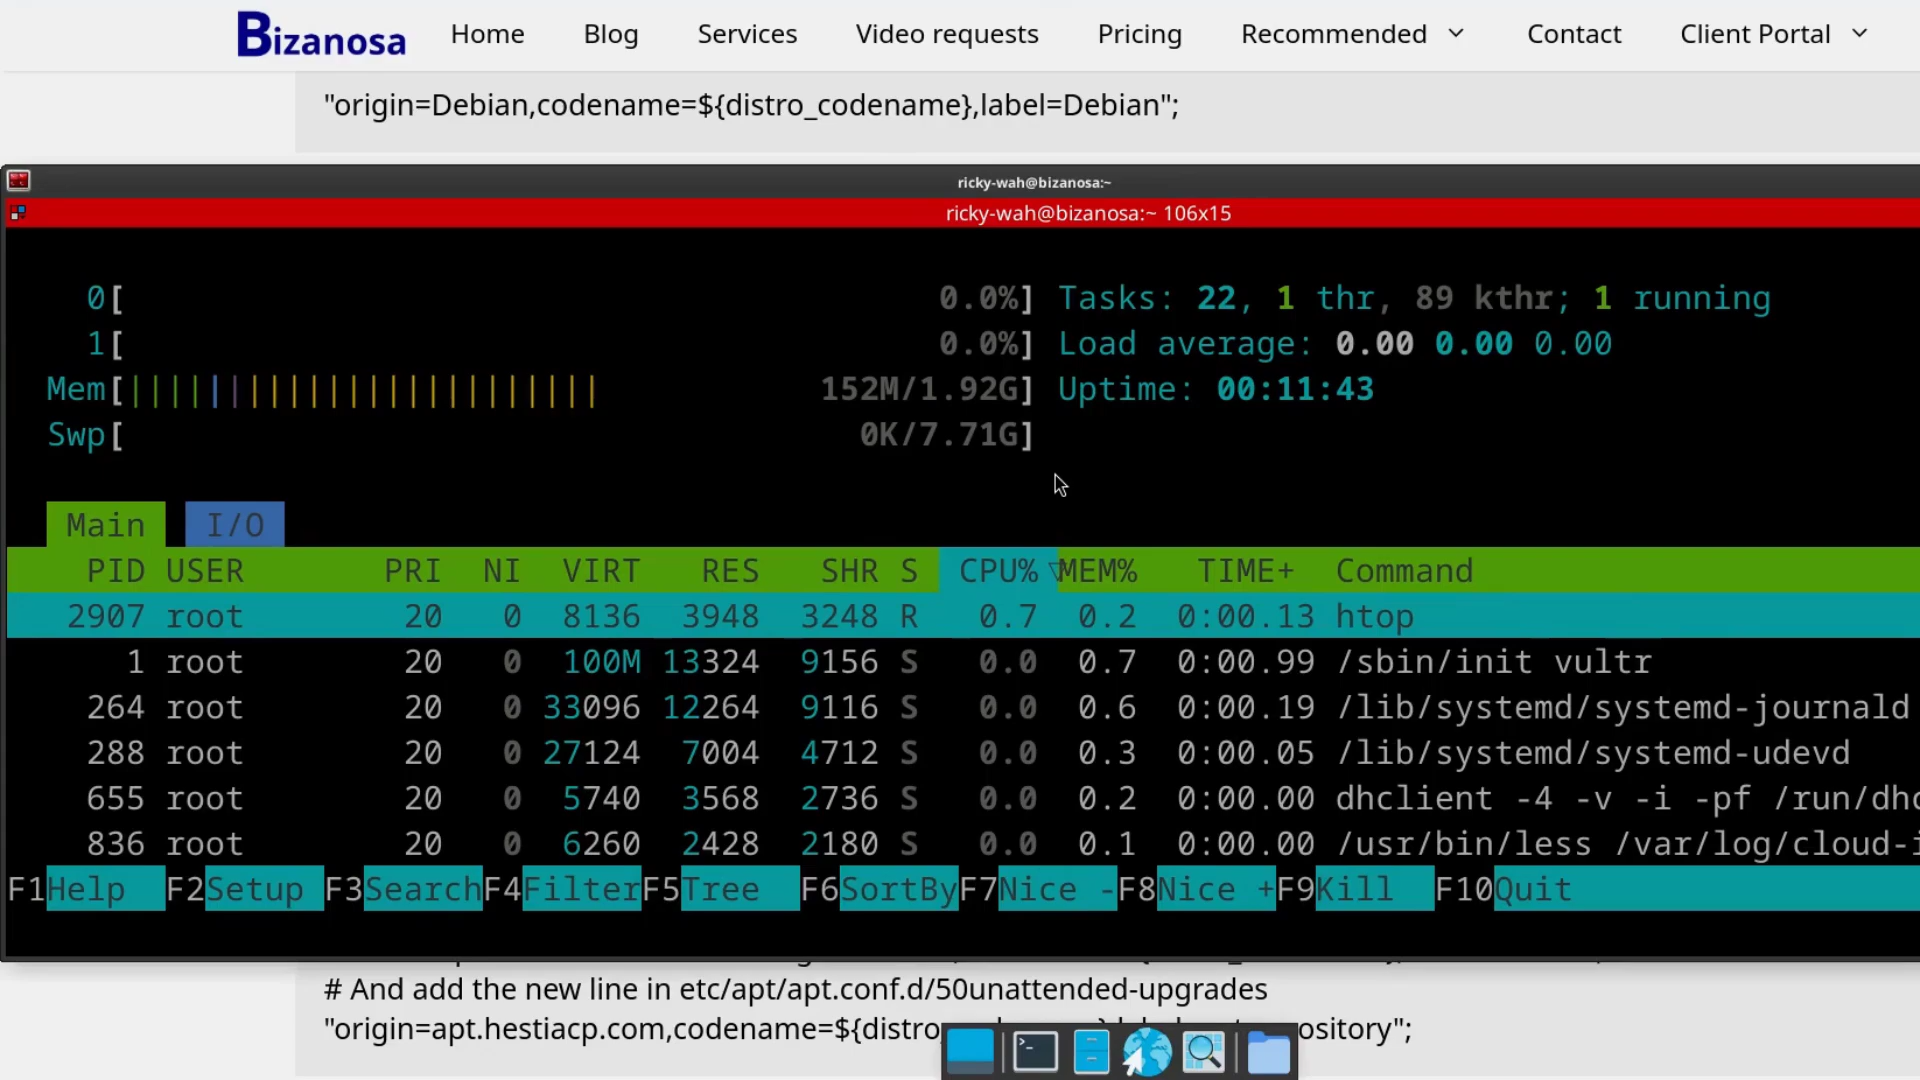 Bizanosa Home Blog Services Video requests Pricing Recommended Contact Client Portal
"origin=Debian,codename=${distro_codename},label=Debian";
ricky-wah@bizanosa:~
ricky-wah@bizanosa:~ 106x15
0[ 0.0%] Tasks: 22, 1 thr, 89 kthr; 1 running
1[ 0.0%] Load average: 0.00 0.00 0.00
Mem[|||||||||||||||||||||||| 152M/1.92G] Uptime: 00:11:43
Swp[ 0K/7.71G]
Main I/O
PID USER PRI NI VIRT RES SHR S CPU%▽MEM% TIME+ Command
2907 root 20 0 8136 3948 3248 R 0.7 0.2 0:00.13 htop
1 root 20 0 100M 13324 9156 S 0.0 0.7 0:00.99 /sbin/init vultr
264 root 20 0 33096 12264 9116 S 0.0 0.6 0:00.19 /lib/systemd/systemd-journald
288 root 20 0 27124 7004 4712 S 0.0 0.3 0:00.05 /lib/systemd/systemd-udevd
655 root 20 0 5740 3568 2736 S 0.0 0.2 0:00.00 dhclient -4 -v -i -pf /run/dhc
836 root 20 0 6260 2428 2180 S 0.0 0.1 0:00.00 /usr/bin/less /var/log/cloud-i
F1Help F2Setup F3SearchF4FilterF5Tree F6SortByF7Nice -F8Nice +F9Kill F10Quit
# And add the new line in etc/apt/apt.conf.d/50unattended-upgrades
"origin=apt.hestiacp.com,codename=${distro_ ository";